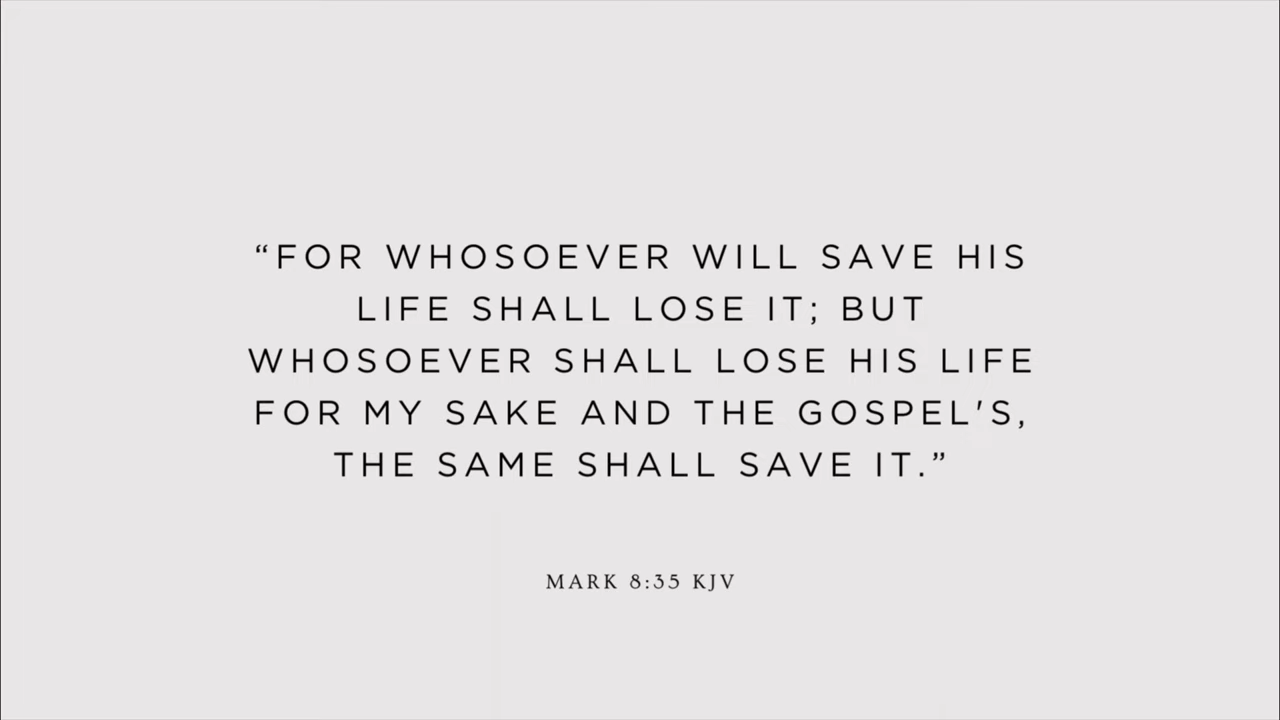 “FOR WHOSOEVER WILL SAVE HIS
LIFE SHALL LOSE IT; BUT
WHOSOEVER SHALL LOSE HIS LIFE
FOR MY SAKE AND THE GOSPEL'S,
THE SAME SHALL SAVE IT.”
MARK 8:35 KJV